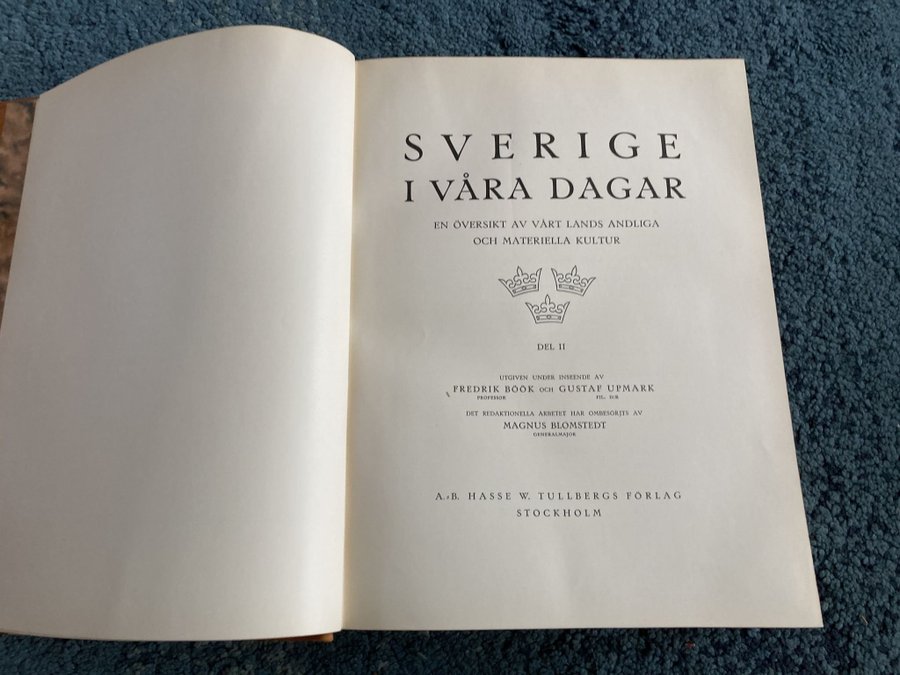 SVERIGE
I VÅRA DAGAR
EN ÖVERSIKT AV VÅRT LANDS ANDLIGA
OCH MATERIELLA KULTUR
DEL II
UTGIVEN UNDER INSEENDE AV
FREDRIK BÖÖK OCH GUSTAF UPMARK
PROFESSOR FIL. D:R
DET REDAKTIONELLA ARBETET HAR OMBESÖRJTS AV
MAGNUS BLOMSTEDT
GENERALMAJOR
A.-B. HASSE W. TULLBERGS FÖRLAG
STOCKHOLM